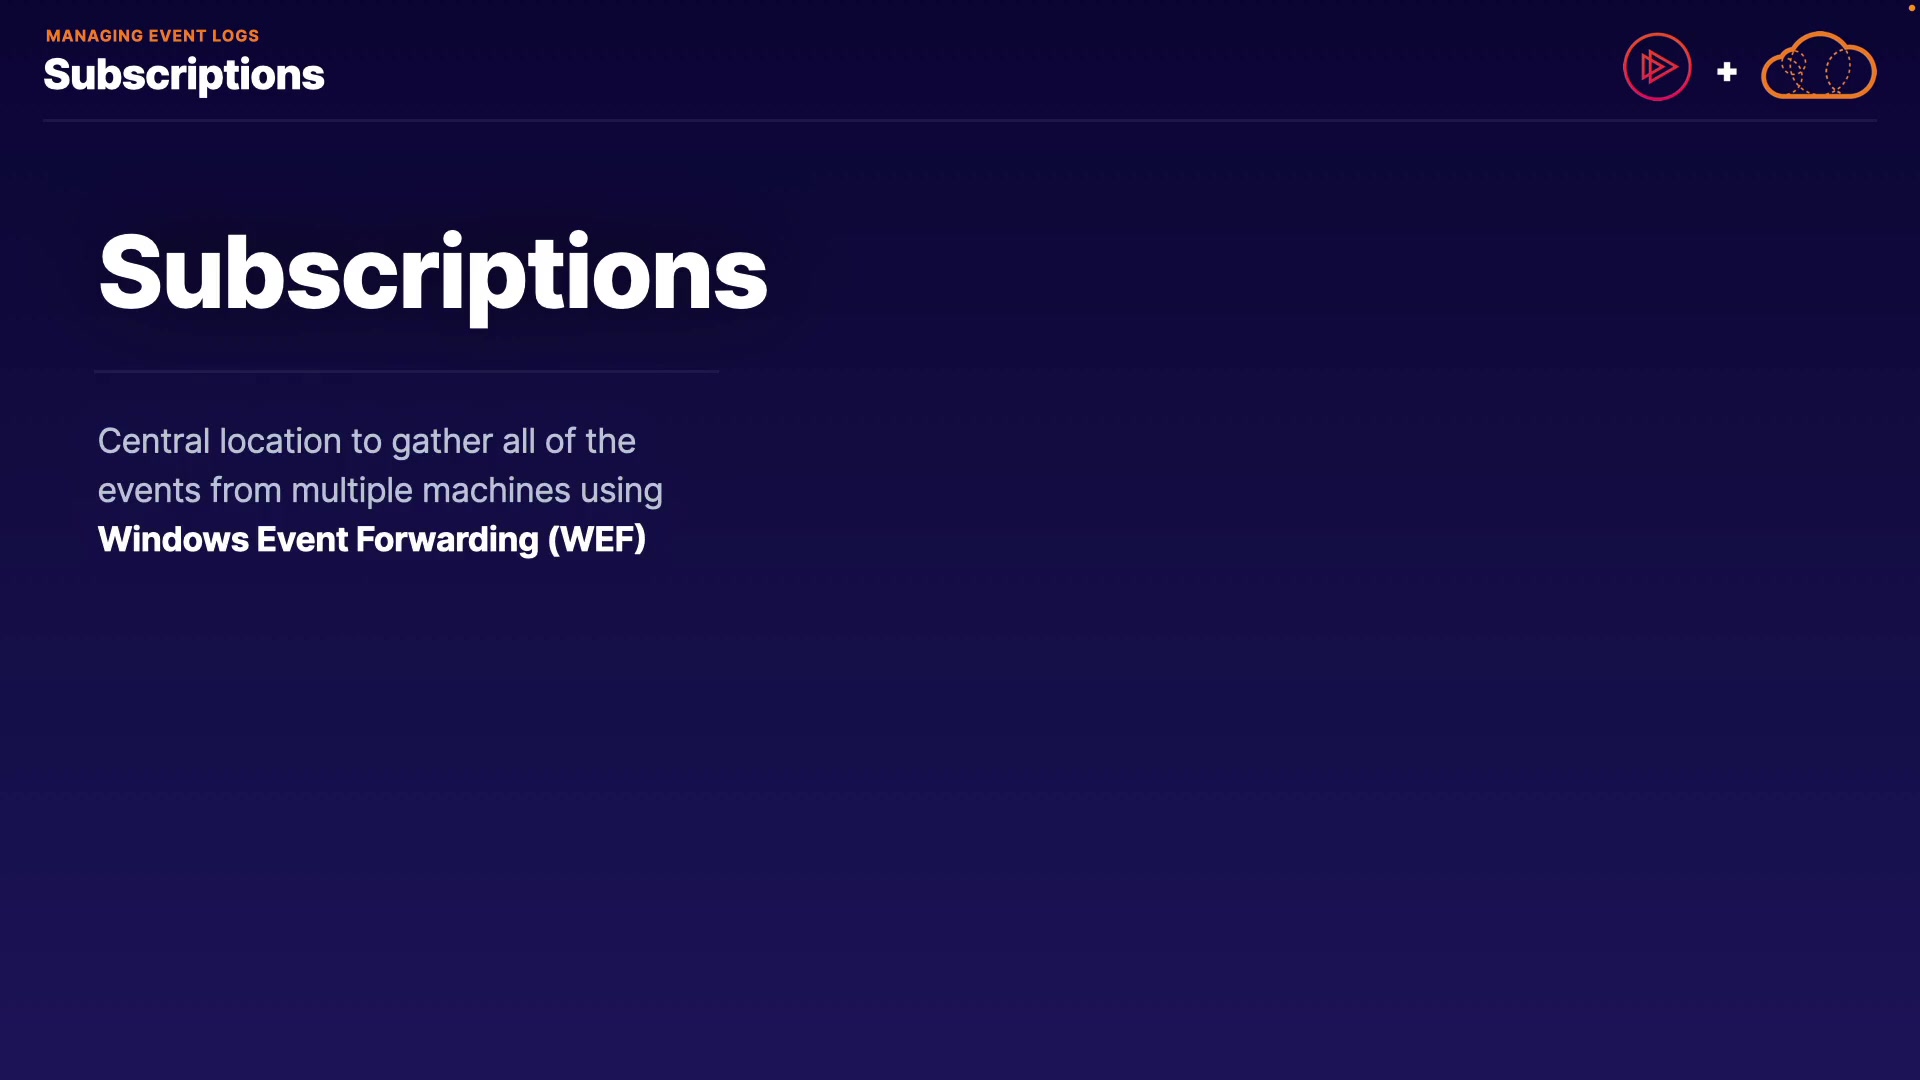 MANAGING EVENT LOGS
Subscriptions
Subscriptions
Central location to gather all of the
events from multiple machines using
Windows Event Forwarding (WEF)